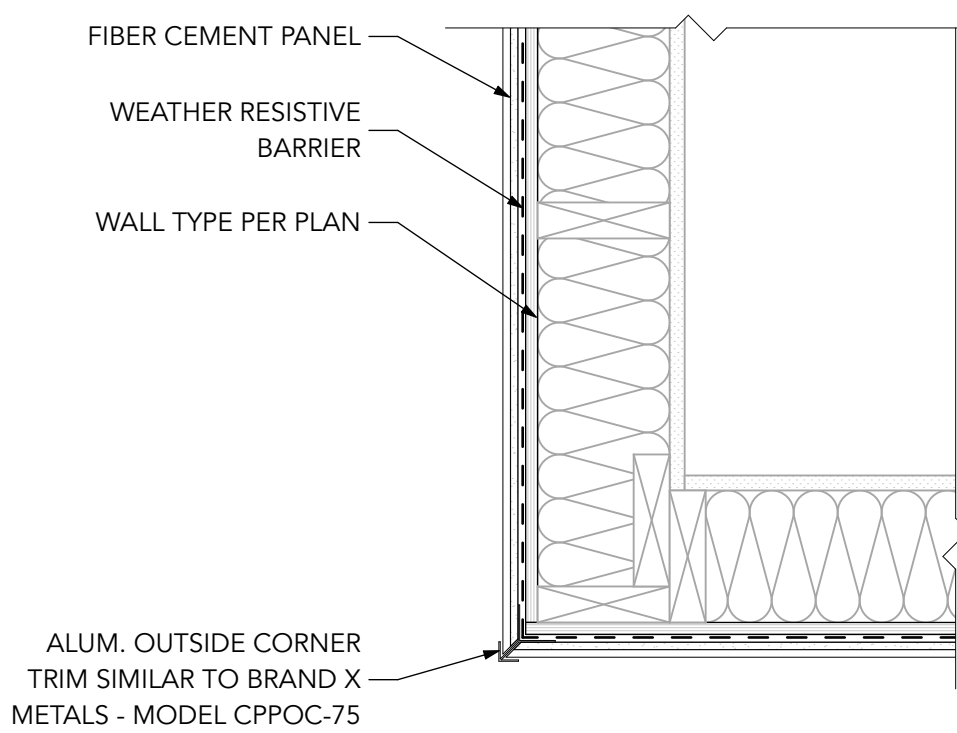 FIBER CEMENT PANEL
WEATHER RESISTIVE
BARRIER
WALL TYPE PER PLAN
ALUM. OUTSIDE CORNER
TRIM SIMILAR TO BRAND X
METALS - MODEL CPPOC-75